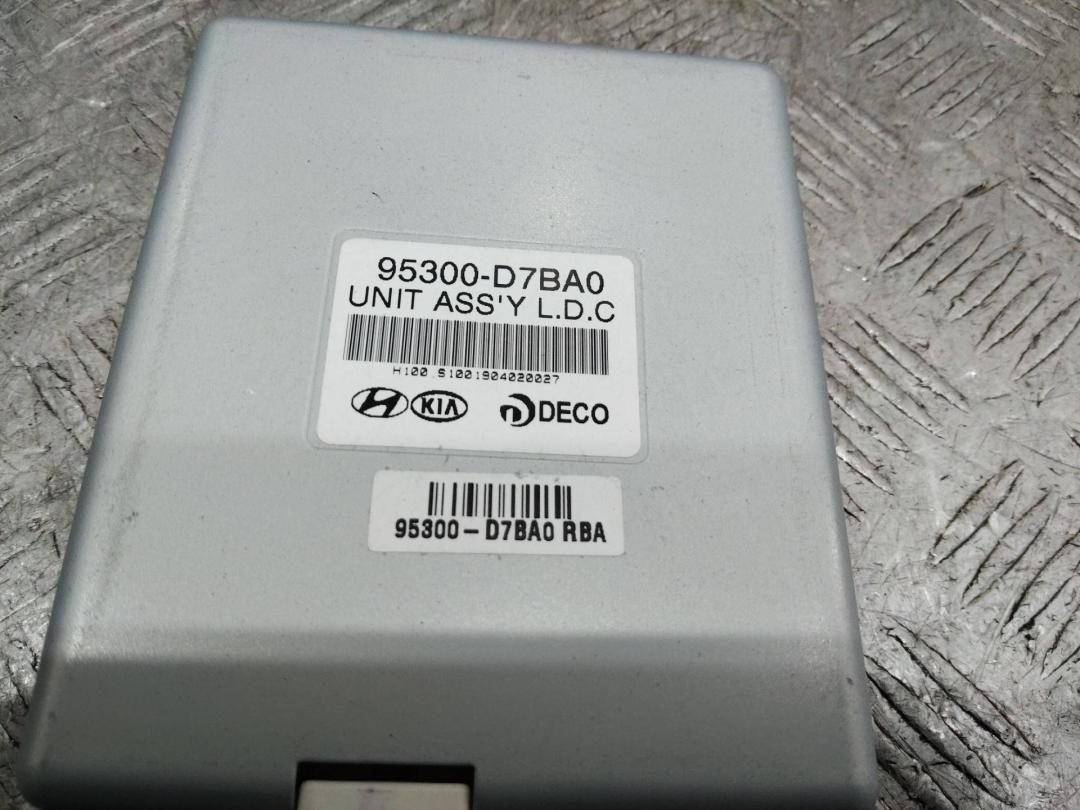 95300-D7BA0
UNIT ASS'Y L.D.C
H100 S1001904020027
H KIA DECO
95300-D7BA0 RBA